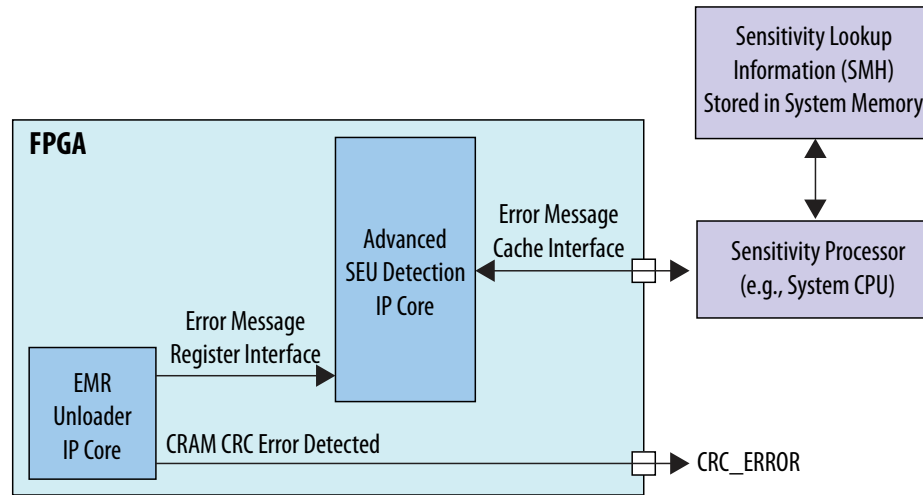 Sensitivity Lookup
Information (SMH)
Stored in System Memory
FPGA
Advanced
SEU Detection
IP Core
Error Message
Cache Interface
Sensitivity Processor
(e.g., System CPU)
Error Message
Register Interface
EMR
Unloader
IP Core
CRAM CRC Error Detected
CRC_ERROR